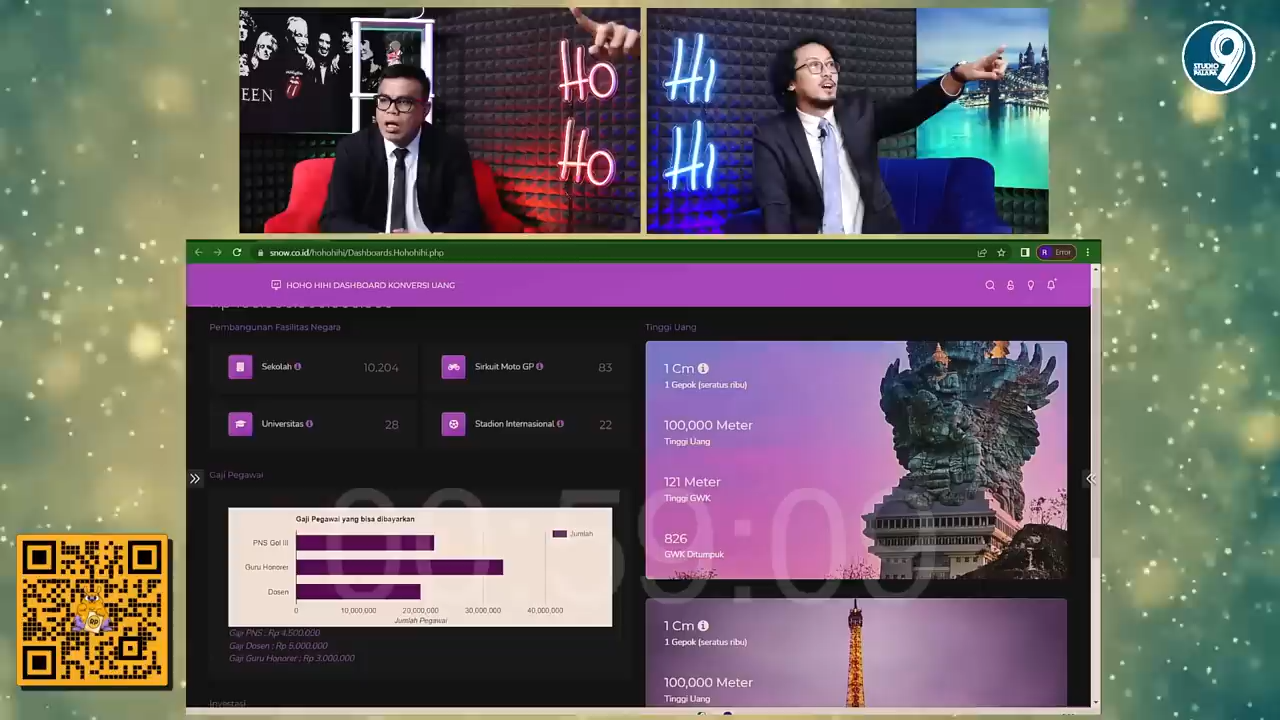 EEN
HO
HO
HI
HI
9
STUDIO
snow.co.id/hohohihi/Dashboards.Hohohihi.php
R
Error
HOHO HIHI DASHBOARD KONVERSI UANG
Pembangunan Fasilitas Negara
Tinggi Uang
Sekolah
10,204
Sirkuit Moto GP
83
Universitas
28
Stadion Internasional
22
1 Cm
1 Gepok (seratus ribu)
100,000 Meter
Tinggi Uang
121 Meter
Tinggi GWK
826
GWK Ditumpuk
Gaji Pegawai
00:59:09
Gaji Pegawai yang bisa dibayarkan
Jumlah
PNS Gol III
Guru Honorer
Dosen
0
10,000,000
20,000,000
30,000,000
40,000,000
Jumlah Pegawai
Gaji PNS : Rp 4.500.000
Gaji Dosen : Rp 5.000.000
Gaji Guru Honorer : Rp 3.000.000
1 Cm
1 Gepok (seratus ribu)
100,000 Meter
Tinggi Uang
Investasi
Rp